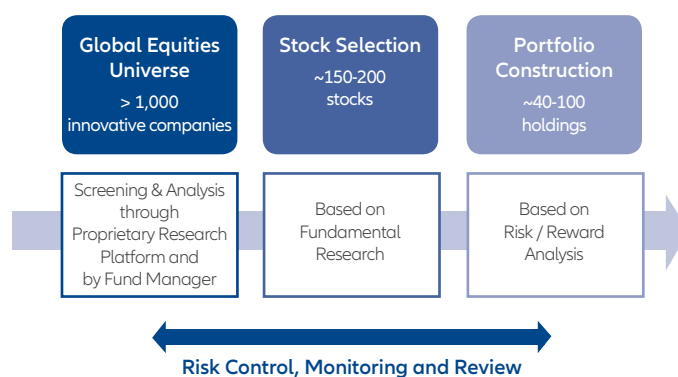 Global Equities
Universe
> 1,000
innovative companies
Stock Selection
~150-200
stocks
Portfolio
Construction
~40-100
holdings
Screening & Analysis
through
Proprietary Research
Platform and
by Fund Manager
Based on
Fundamental
Research
Based on
Risk / Reward
Analysis
Risk Control, Monitoring and Review